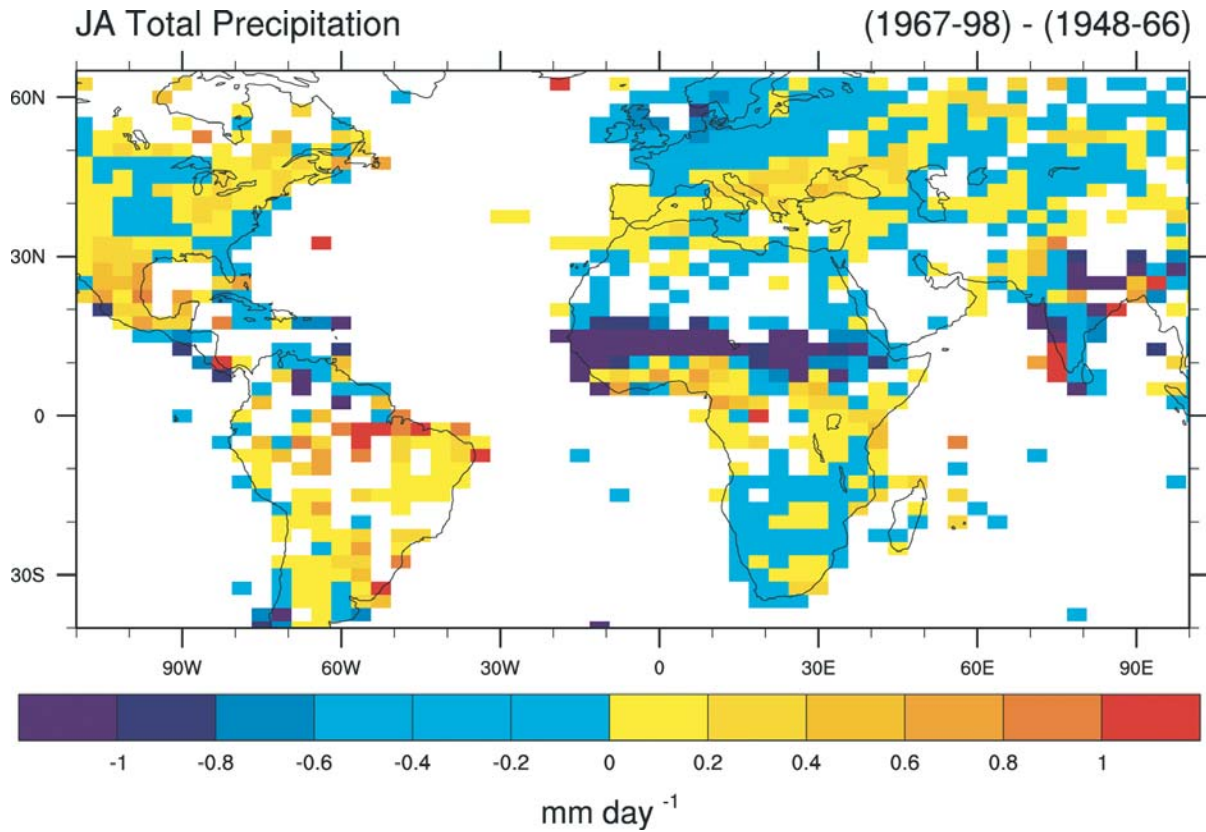 JA Total Precipitation (1967-98) - (1948-66)
60N
30N
0
30S
90W 60W 30W 0 30E 60E 90E
-1 -0.8 -0.6 -0.4 -0.2 0 0.2 0.4 0.6 0.8 1
mm day -1